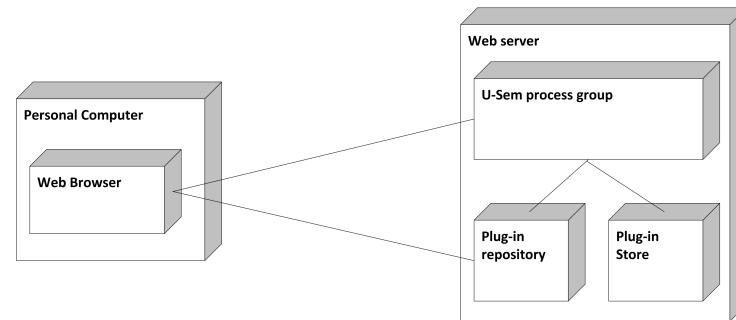 Web server
U-Sem process group
Personal Computer
Web Browser
Plug-in
repository
Plug-in
Store